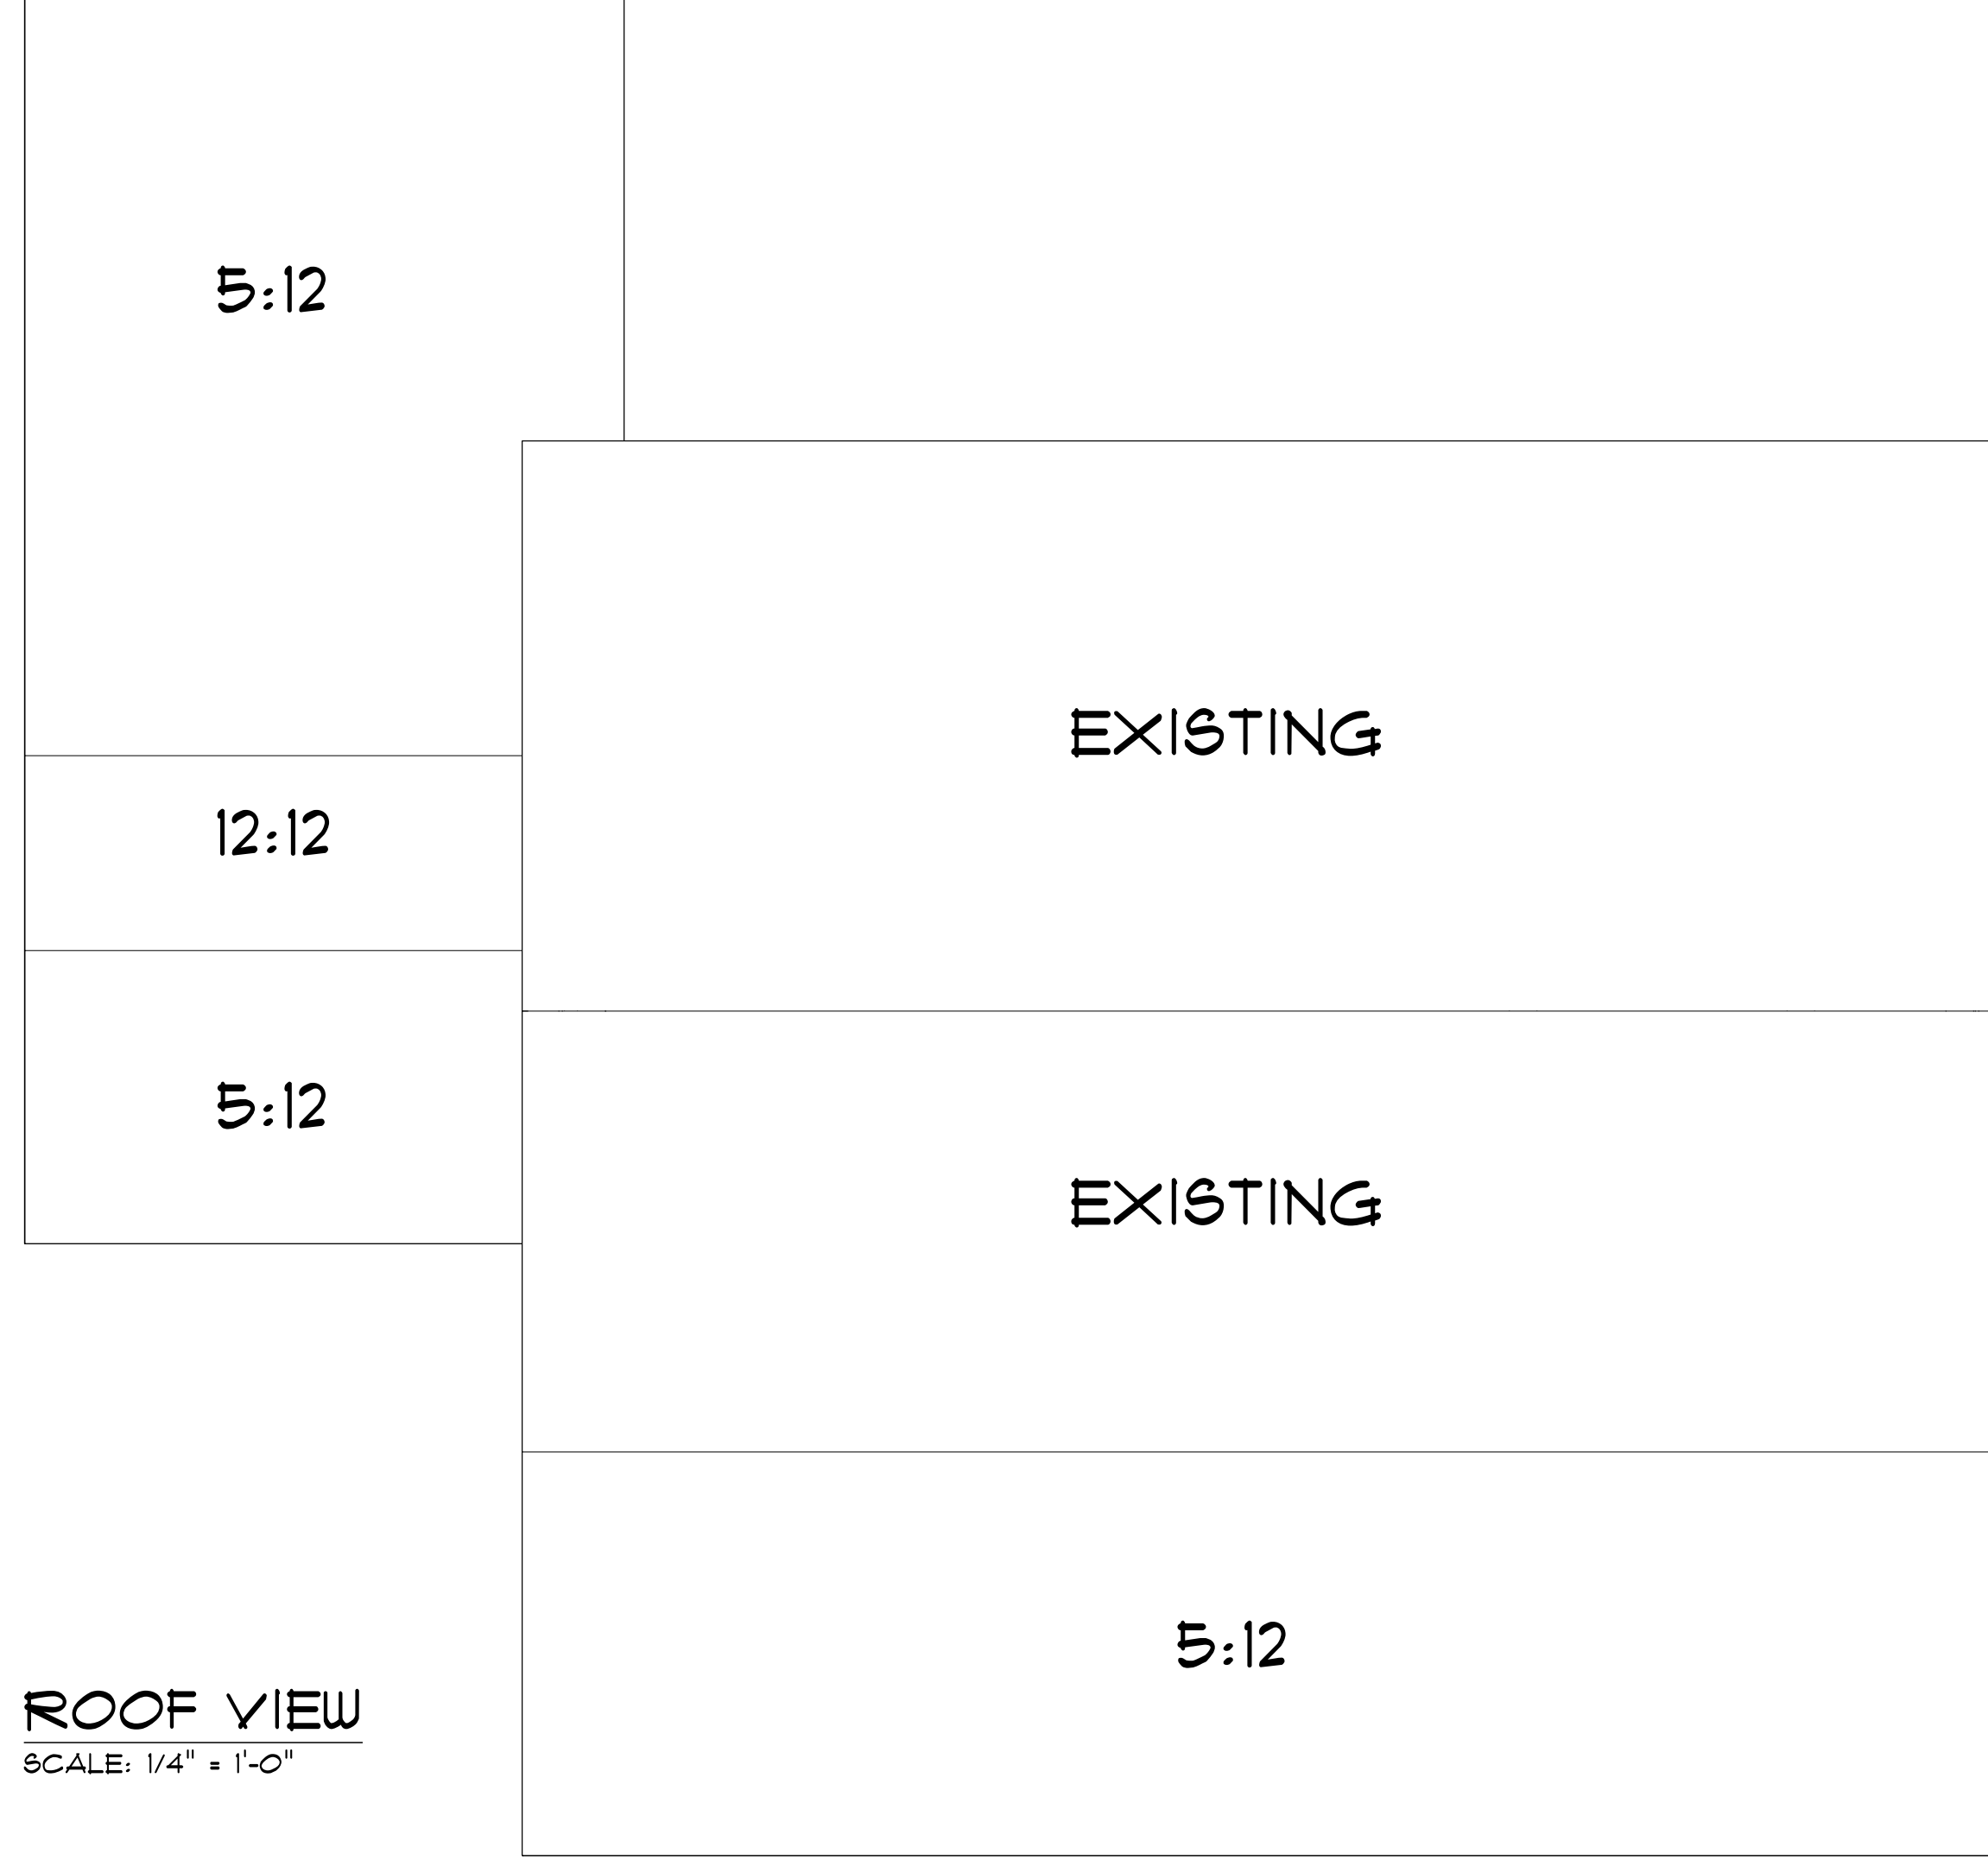 5:12
EXISTING
12:12
5:12
EXISTING
5:12
ROOF VIEW
SCALE: 1/4" = 1'-0"